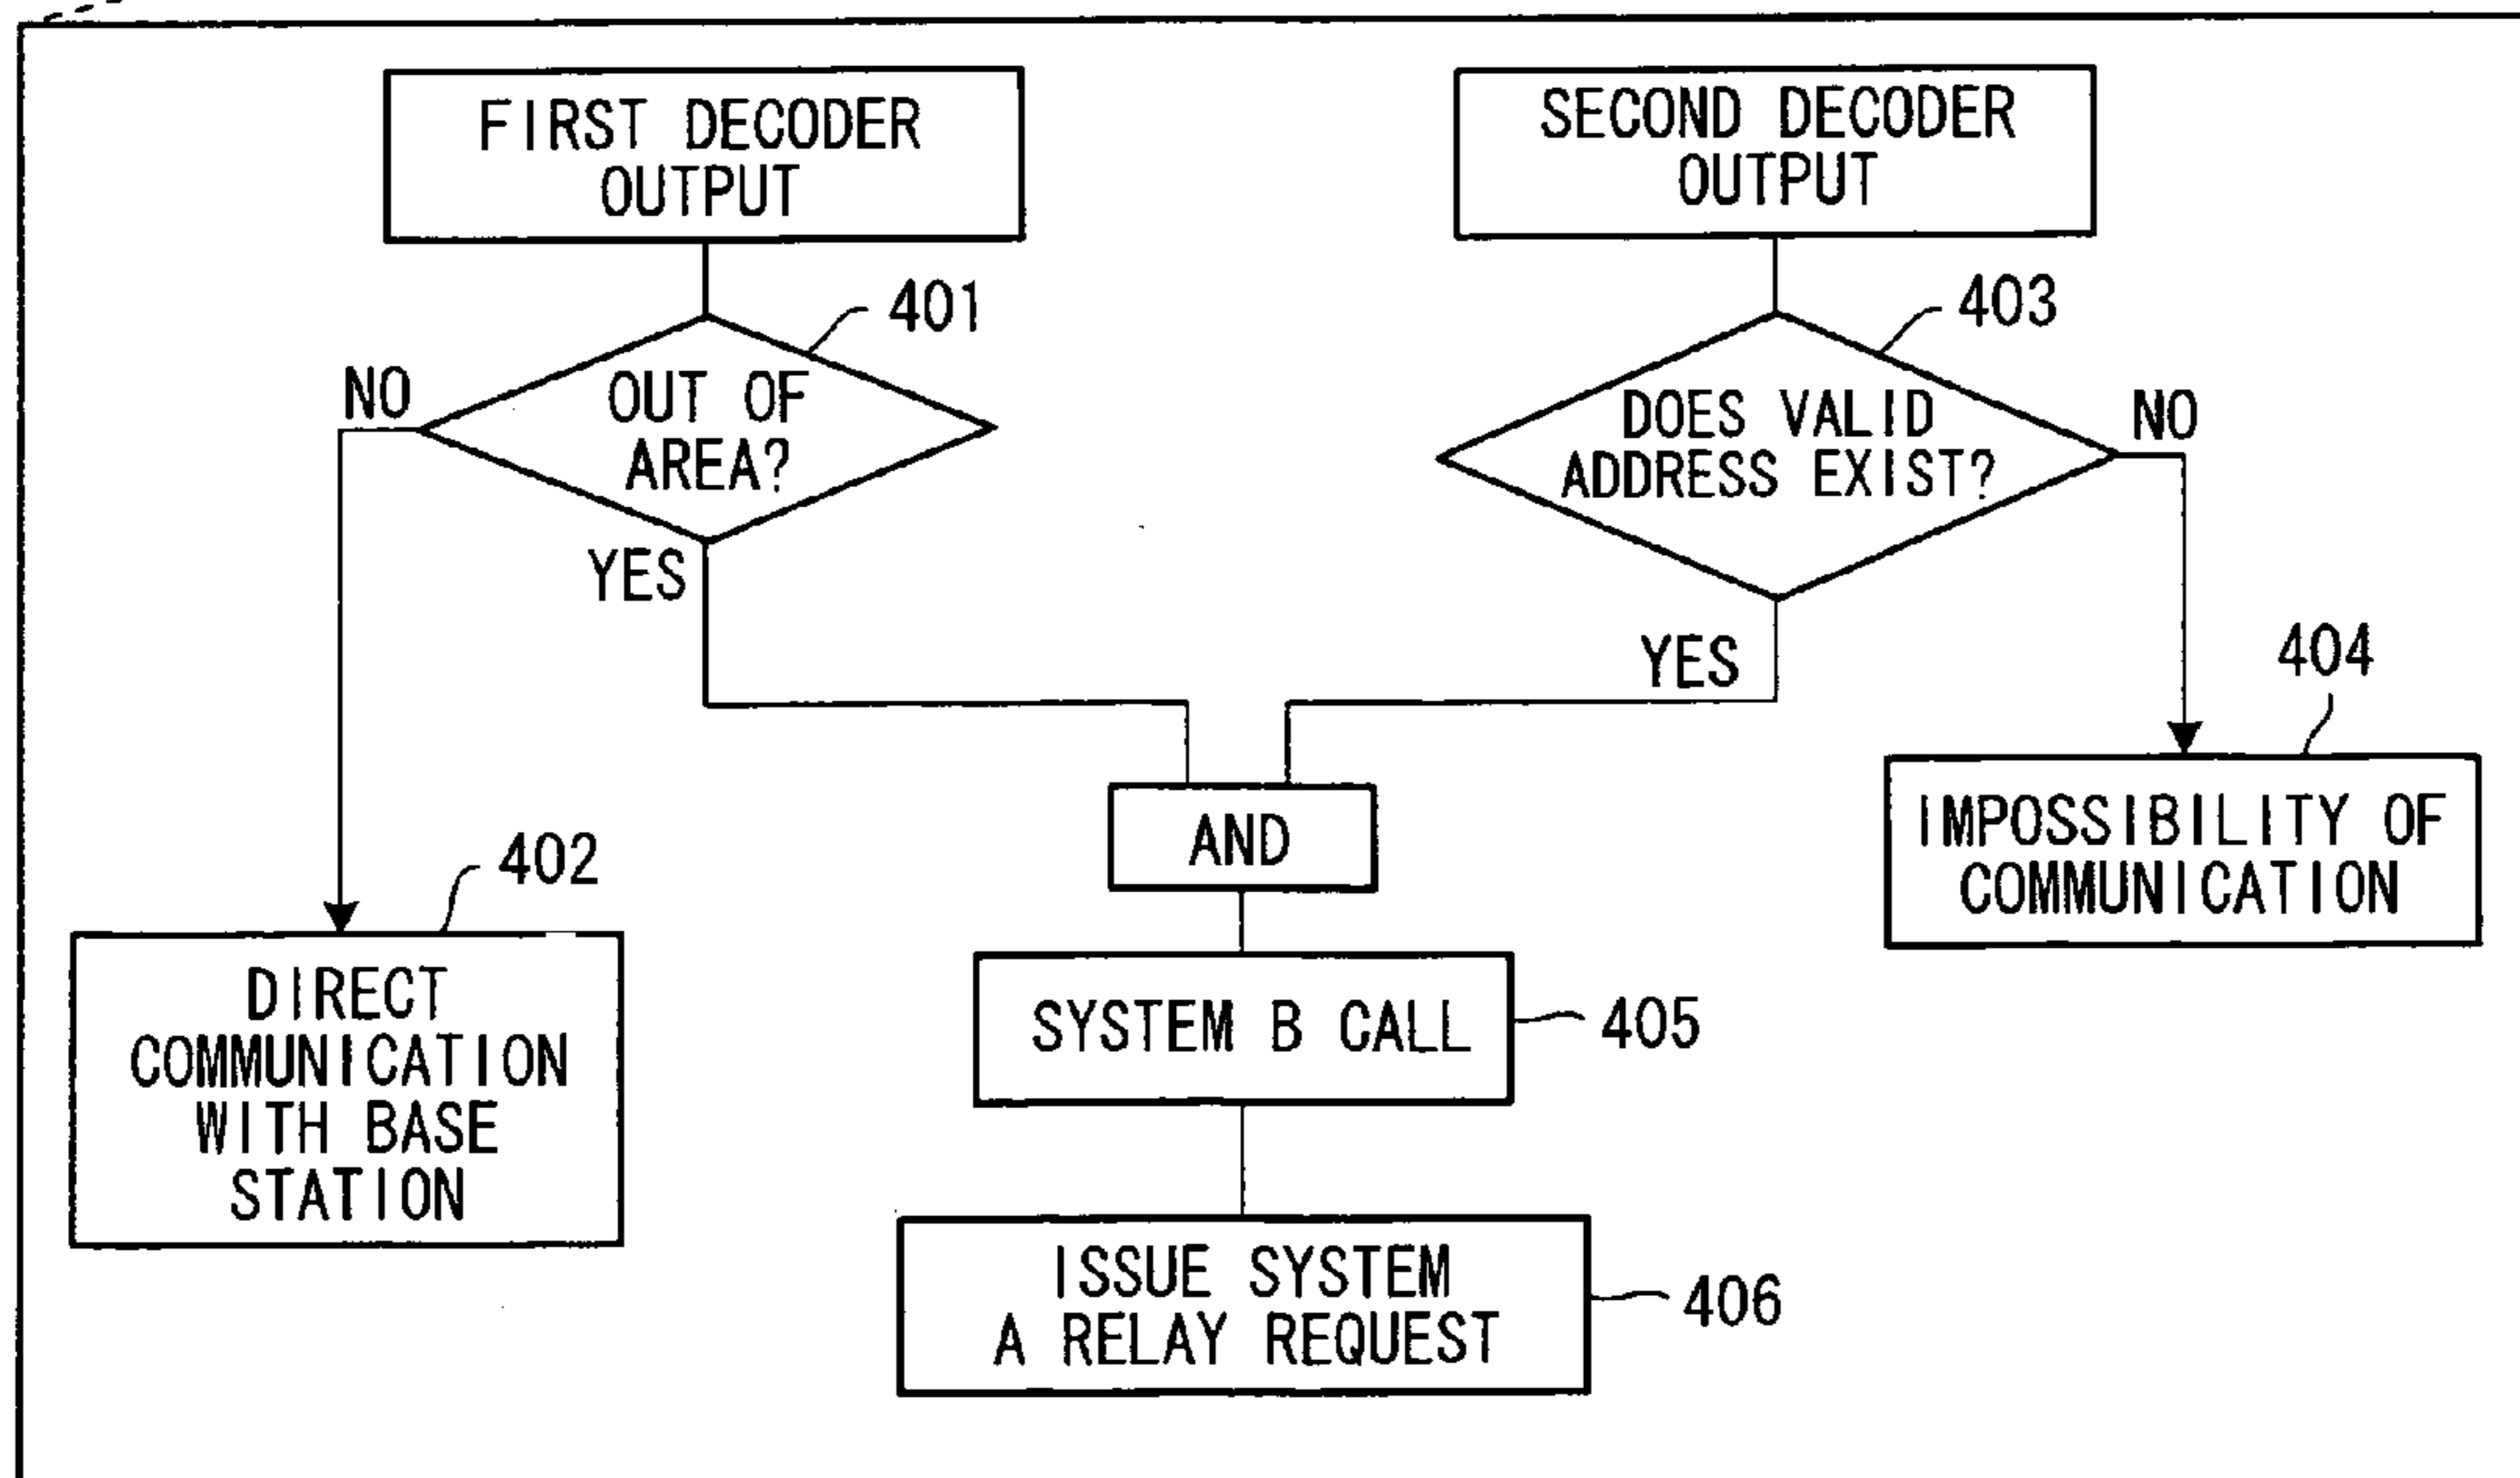 FIRST DECODER
OUTPUT
SECOND DECODER
OUTPUT
401
403
NO
OUT OF
AREA?
DOES VALID
ADDRESS EXIST?
NO
YES
YES
404
AND
IMPOSSIBILITY OF
COMMUNICATION
402
DIRECT
COMMUNICATION
WITH BASE
STATION
SYSTEM B CALL
405
ISSUE SYSTEM
A RELAY REQUEST
406